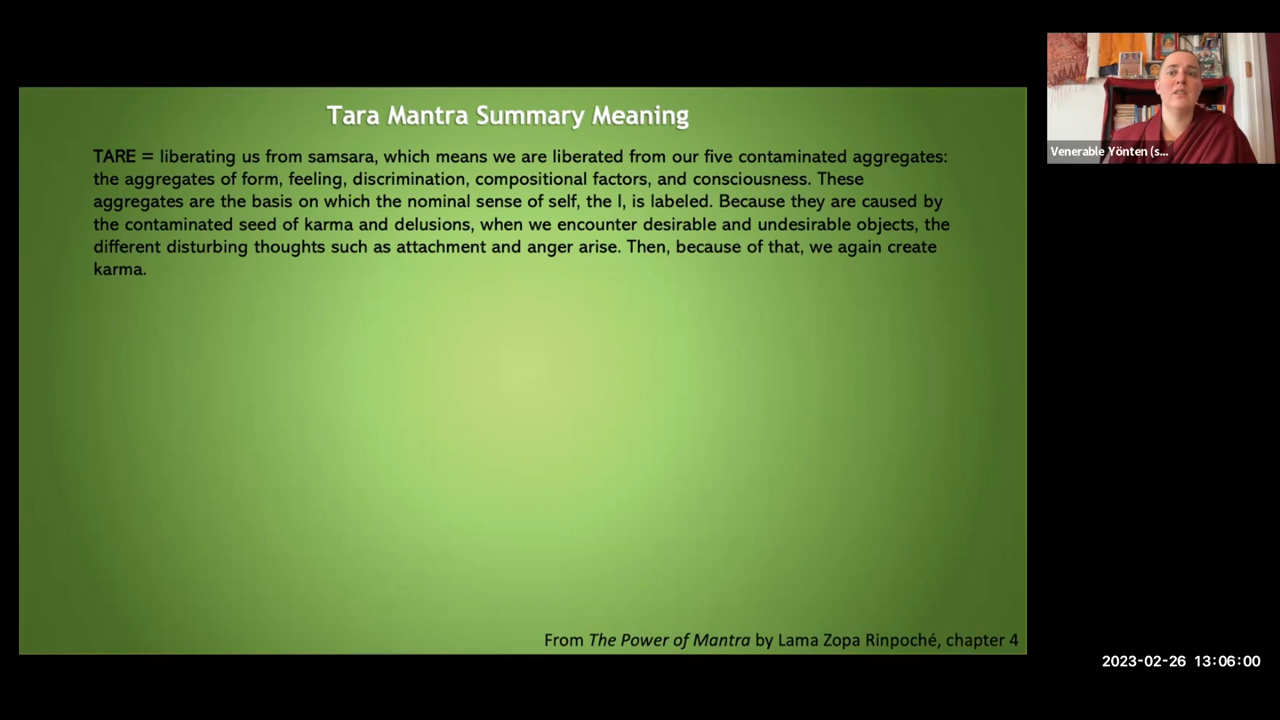 Tara Mantra Summary Meaning
TARE = liberating us from samsara, which means we are liberated from our five contaminated aggregates:
the aggregates of form, feeling, discrimination, compositional factors, and consciousness. These
aggregates are the basis on which the nominal sense of self, the I, is labeled. Because they are caused by
the contaminated seed of karma and delusions, when we encounter desirable and undesirable objects, the
different disturbing thoughts such as attachment and anger arise. Then, because of that, we again create
karma.
From The Power of Mantra by Lama Zopa Rinpoché, chapter 4
Venerable Yönten (s...
2023-02-26 13:06:00